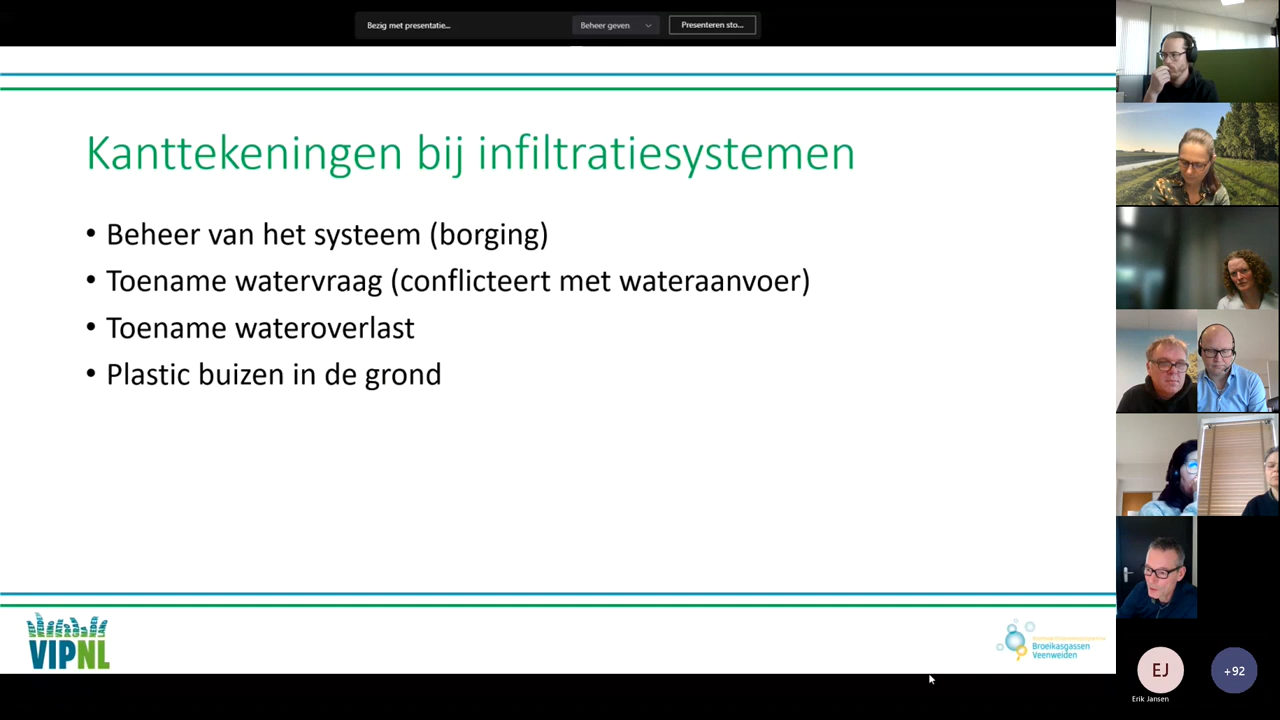 Bezig met presentatie...
Beheer geven
Presenteren sto...
Kanttekeningen bij infiltratiesystemen
• Beheer van het systeem (borging)
• Toename watervraag (conflicteert met wateraanvoer)
• Toename wateroverlast
• Plastic buizen in de grond
VIPNL
Broeikasgassen
Veenweiden
EJ
+92
Erik Jansen